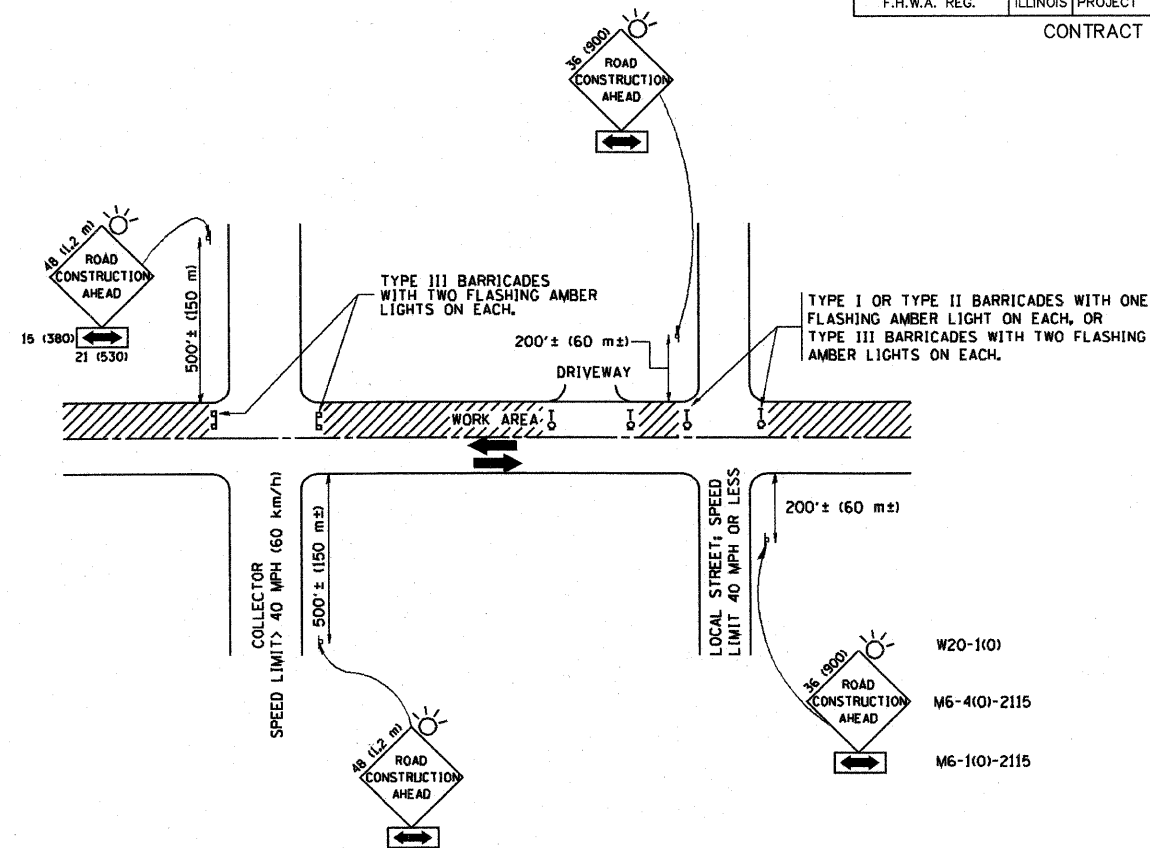 F.H.W.A. REG. ILLINOIS PROJECT
CONTRACT
36 (900)
ROAD
CONSTRUCTION
AHEAD
48 (1.2 m)
ROAD
CONSTRUCTION
AHEAD
15 (380)
21 (530)
500'± (150 m)
TYPE III BARRICADES
WITH TWO FLASHING AMBER
LIGHTS ON EACH.
200'± (60 m±)
DRIVEWAY
TYPE I OR TYPE II BARRICADES WITH ONE
FLASHING AMBER LIGHT ON EACH, OR
TYPE III BARRICADES WITH TWO FLASHING
AMBER LIGHTS ON EACH.
WORK AREA
COLLECTOR
SPEED LIMIT> 40 MPH (60 km/h)
500'± (150 m±)
LOCAL STREET; SPEED
LIMIT 40 MPH OR LESS
200'± (60 m±)
48 (1.2 m)
ROAD
CONSTRUCTION
AHEAD
36 (900)
ROAD
CONSTRUCTION
AHEAD
W20-1(O)
M6-4(O)-2115
M6-1(O)-2115